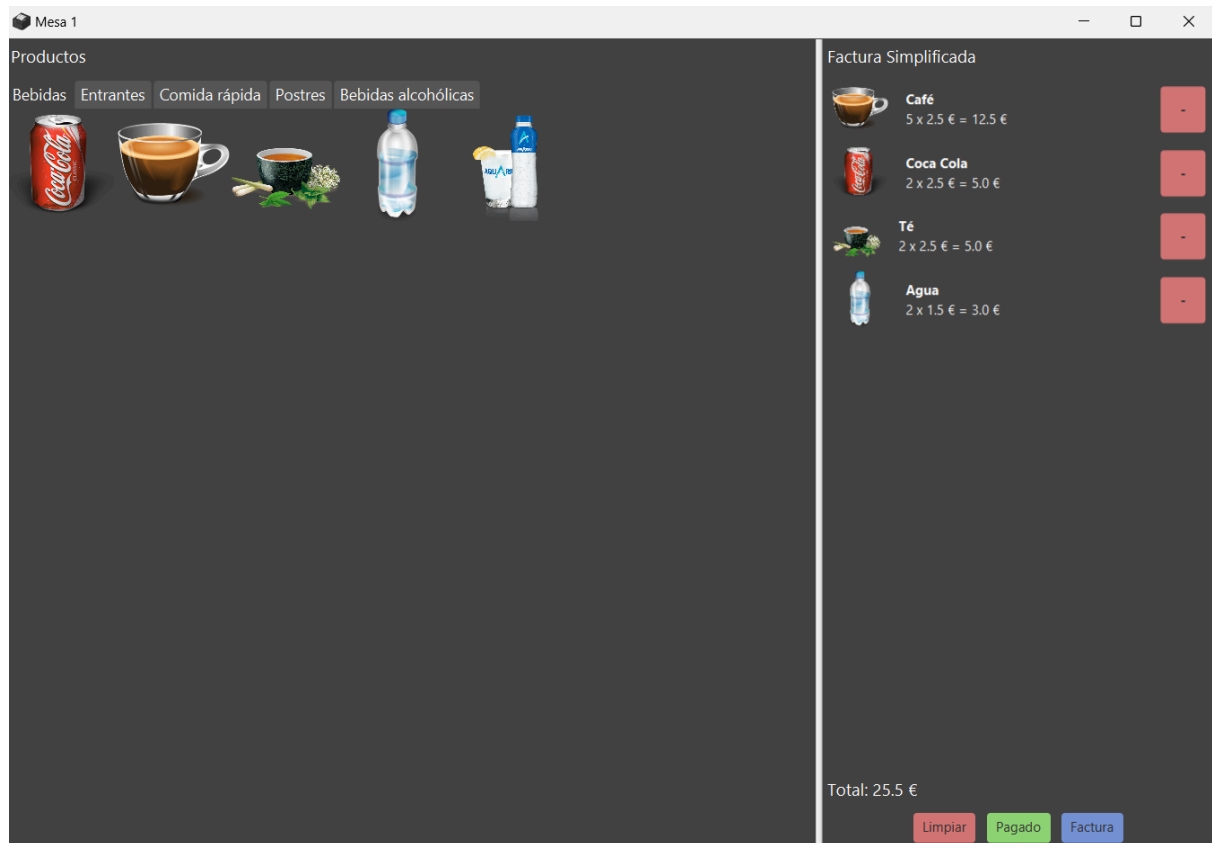 Mesa 1
Productos
Bebidas Entrantes Comida rápida Postres Bebidas alcohólicas
Coca-Cola
Factura Simplificada
Café
5 x 2.5 € = 12.5 €
-
Coca Cola
2 x 2.5 € = 5.0 €
-
Té
2 x 2.5 € = 5.0 €
-
Agua
2 x 1.5 € = 3.0 €
-
Total: 25.5 €
Limpiar Pagado Factura